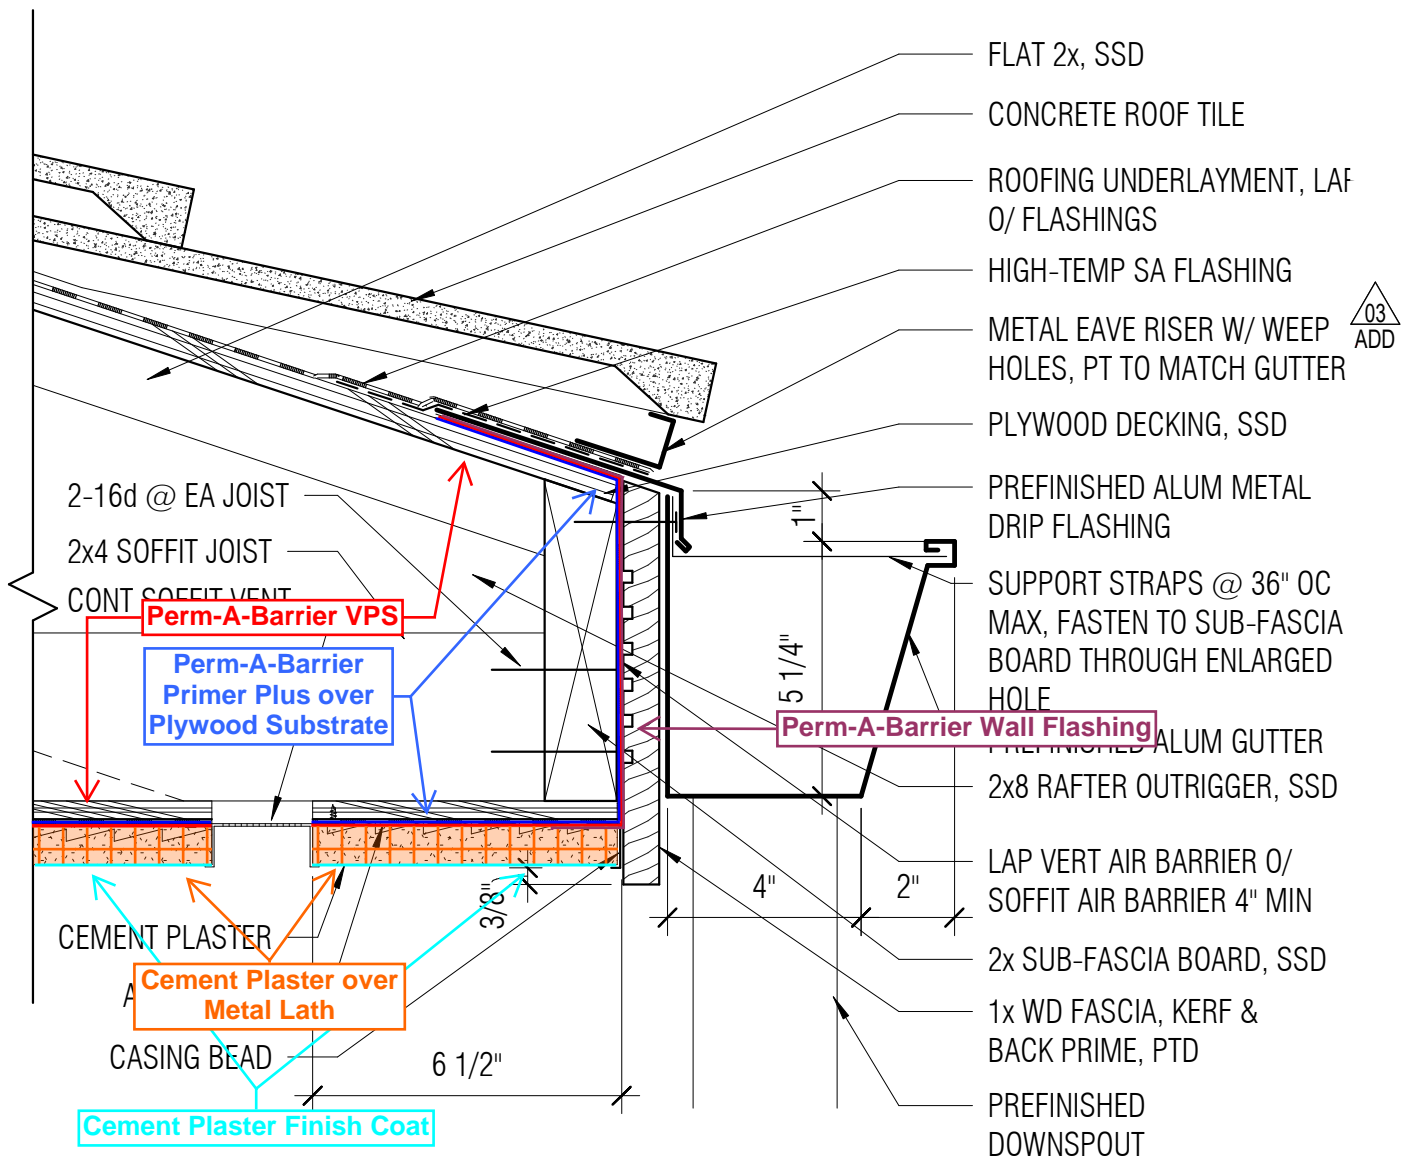 FLAT 2x, SSD
CONCRETE ROOF TILE
ROOFING UNDERLAYMENT,
O/ FLASHINGS
HIGH-TEMP SA FLASHING
METAL EAVE RISER W/ WEEP
HOLES, PT TO MATCH GUTTER
03
ADD
PLYWOOD DECKING, SSD
PREFINISHED ALUM METAL
DRIP FLASHING
SUPPORT STRAPS @ 36" OC
MAX, FASTEN TO SUB-FASCIA
BOARD THROUGH ENLARGED
HOLE
PREFINISHED ALUM GUTTER
2x8 RAFTER OUTRIGGER, SSD
LAP VERT AIR BARRIER O/
SOFFIT AIR BARRIER 4" MIN
2x SUB-FASCIA BOARD, SSD
1x WD FASCIA, KERF &
BACK PRIME, PTD
PREFINISHED
DOWNSPOUT
2-16d @ EA JOIST
2x4 SOFFIT JOIST
CONT SOFFIT VENT
Perm-A-Barrier VPS
Perm-A-Barrier
Primer Plus over
Plywood Substrate
Perm-A-Barrier Wall Flashing
CEMENT PLASTER
Cement Plaster over
Metal Lath
CASING BEAD
Cement Plaster Finish Coat
1"
5 1/4"
4"
2"
3/8"
6 1/2"